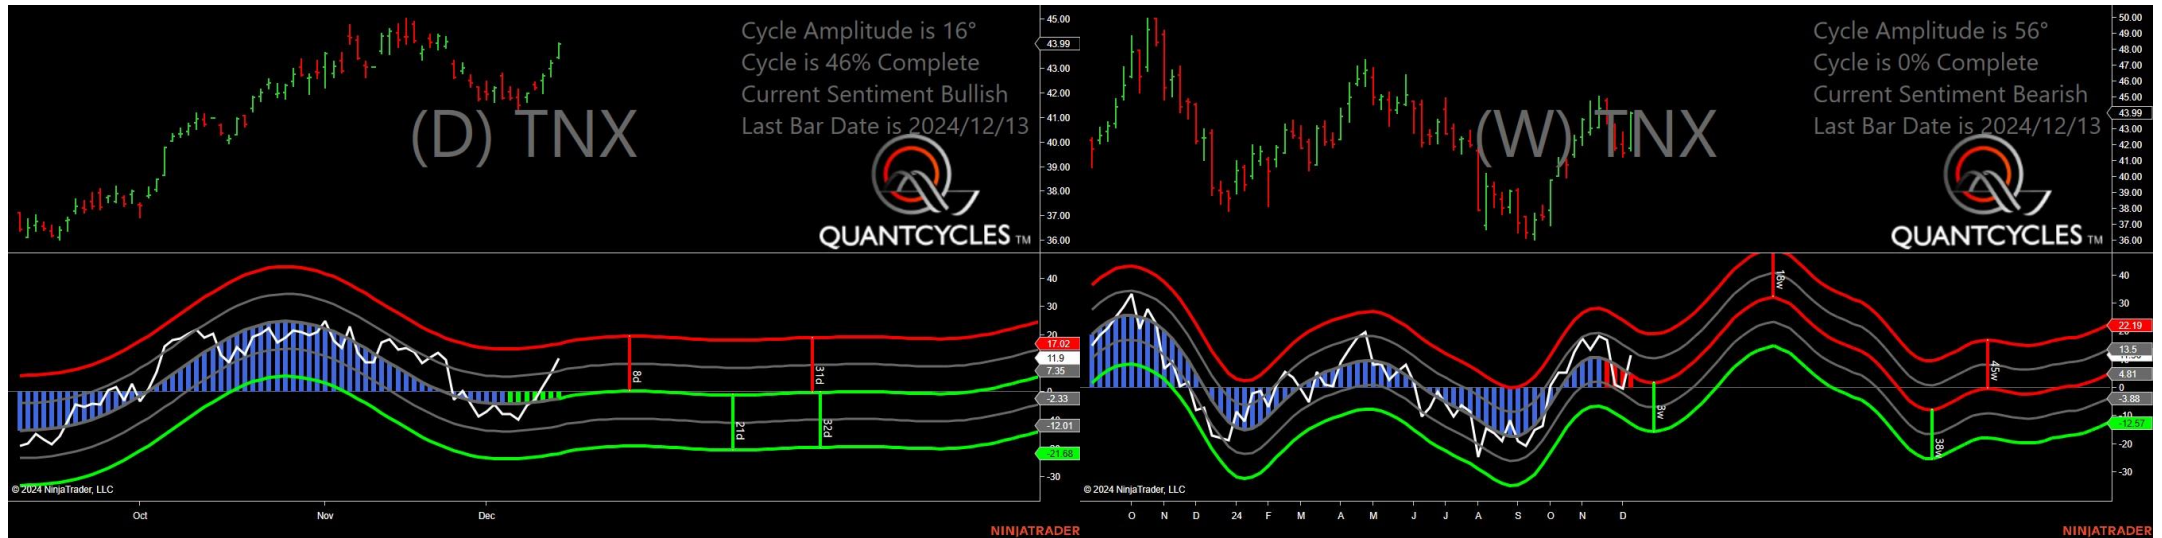 Cycle Amplitude is 16°
Cycle is 46% Complete
Current Sentiment Bullish
Last Bar Date is 2024/12/13
(D) TNX
QUANTCYCLES TM
45.00
43.99
43.00
42.00
41.00
40.00
39.00
38.00
37.00
36.00
40
30
20
17.02
11.9
7.35
0
-2.33
-12.01
-21.68
-30
8d
21d
31d
32d
© 2024 NinjaTrader, LLC
Oct
Nov
Dec
NINJATRADER
Cycle Amplitude is 56°
Cycle is 0% Complete
Current Sentiment Bearish
Last Bar Date is 2024/12/13
(W) TNX
QUANTCYCLES TM
50.00
49.00
48.00
47.00
46.00
45.00
43.99
43.00
42.00
41.00
40.00
39.00
38.00
37.00
36.00
40
30
22.19
13.5
4.81
0
-3.88
-10
-12.57
-20
-30
8w
18w
38w
45w
© 2024 NinjaTrader, LLC
O N D 24 F M A M J J A S O N D
NINJATRADER